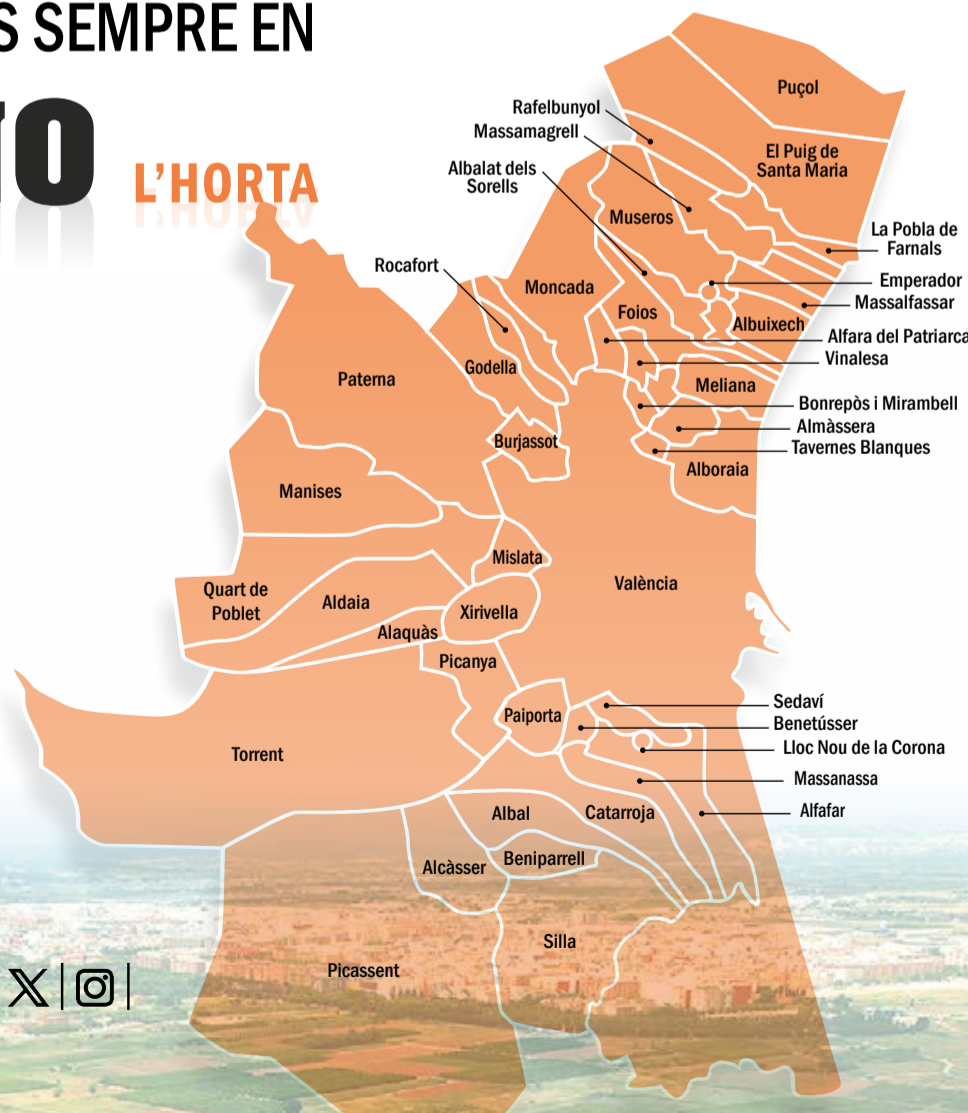 SEMPRE EN
L'HORTA
Puçol
Rafelbunyol
Massamagrell
El Puig de
Santa Maria
Albalat dels
Sorells
Museros
La Pobla de
Farnals
Rocafort
Moncada
Emperador
Massalfassar
Foios
Albuixech
Alfara del Patriarca
Vinalesa
Godella
Paterna
Meliana
Bonrepòs i Mirambell
Almàssera
Burjassot
Tavernes Blanques
Alboraia
Manises
Mislata
València
Quart de
Poblet
Aldaia
Xirivella
Alaquàs
Picanya
Sedaví
Paiporta
Benetússer
Lloc Nou de la Corona
Torrent
Massanassa
Albal
Catarroja
Alfafar
Beniparrell
Alcàsser
Silla
Picassent